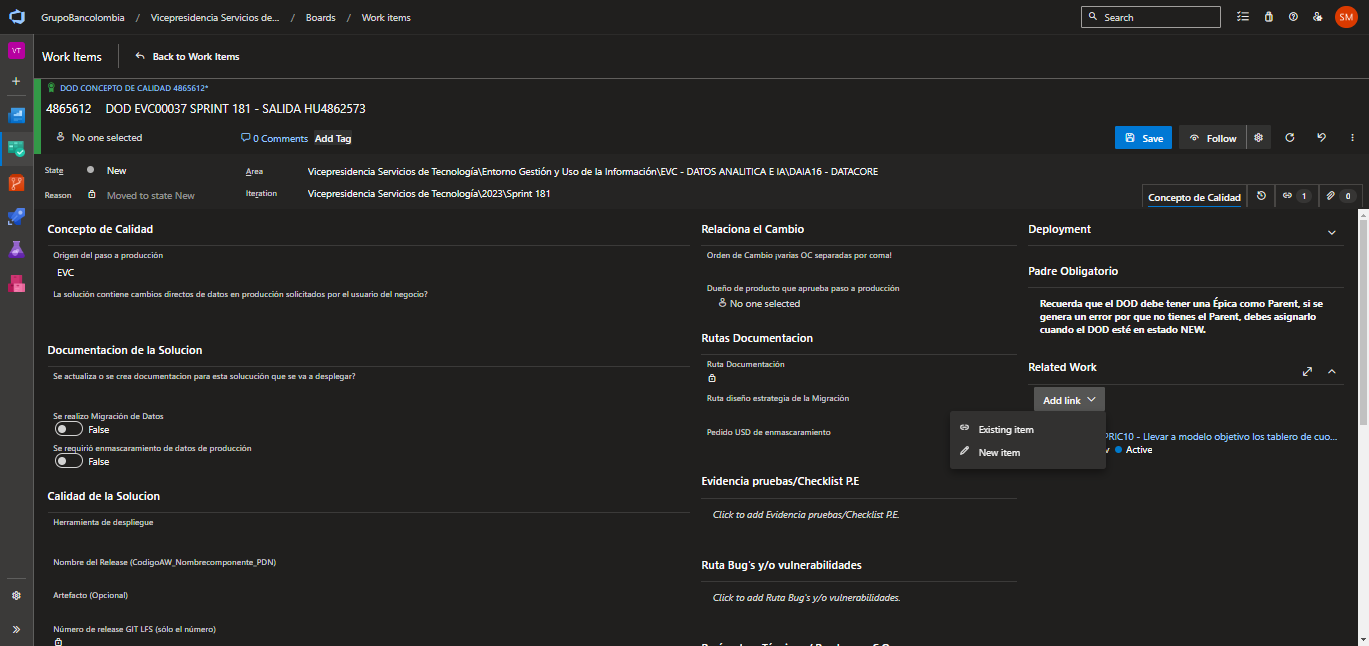 GrupoBancolombia / Vicepresidencia Servicios de... / Boards / Work items
Search
SM
VT
Work Items
Back to Work Items
DOD CONCEPTO DE CALIDAD 4865612*
4865612 DOD EVC00037 SPRINT 181 - SALIDA HU4862573
No one selected
0 Comments
Add Tag
Save
Follow
State
New
Area
Vicepresidencia Servicios de Tecnología\Entorno Gestión y Uso de la Información\EVC - DATOS ANALITICA E IA\DAIA16 - DATACORE
Reason
Moved to state New
Iteration
Vicepresidencia Servicios de Tecnología\2023\Sprint 181
Concepto de Calidad
1
0
Concepto de Calidad
Origen del paso a producción
EVC
La solución contiene cambios directos de datos en producción solicitados por el usuario del negocio?
Documentacion de la Solucion
Se actualiza o se crea documentacion para esta solucución que se va a desplegar?
Se realizo Migración de Datos
False
Se requirió enmascaramiento de datos de producción
False
Calidad de la Solucion
Herramienta de despliegue
Nombre del Release (CodigoAW_Nombrecomponente_PDN)
Artefacto (Opcional)
Número de release GIT LFS (sólo el número)
Relaciona el Cambio
Orden de Cambio ¡varias OC separadas por coma!
Dueño de producto que aprueba paso a producción
No one selected
Rutas Documentacion
Ruta Documentación
Ruta diseño estrategia de la Migración
Pedido USD de enmascaramiento
Evidencia pruebas/Checklist P.E
Click to add Evidencia pruebas/Checklist P.E.
Ruta Bug's y/o vulnerabilidades
Click to add Ruta Bug's y/o vulnerabilidades.
Deployment
Padre Obligatorio
Recuerda que el DOD debe tener una Épica como Parent, si se
genera un error por que no tienes el Parent, debes asignarlo
cuando el DOD esté en estado NEW.
Related Work
Add link
Existing item
New item
PRIC10 - Llevar a modelo objetivo los tablero de cuo...
Active